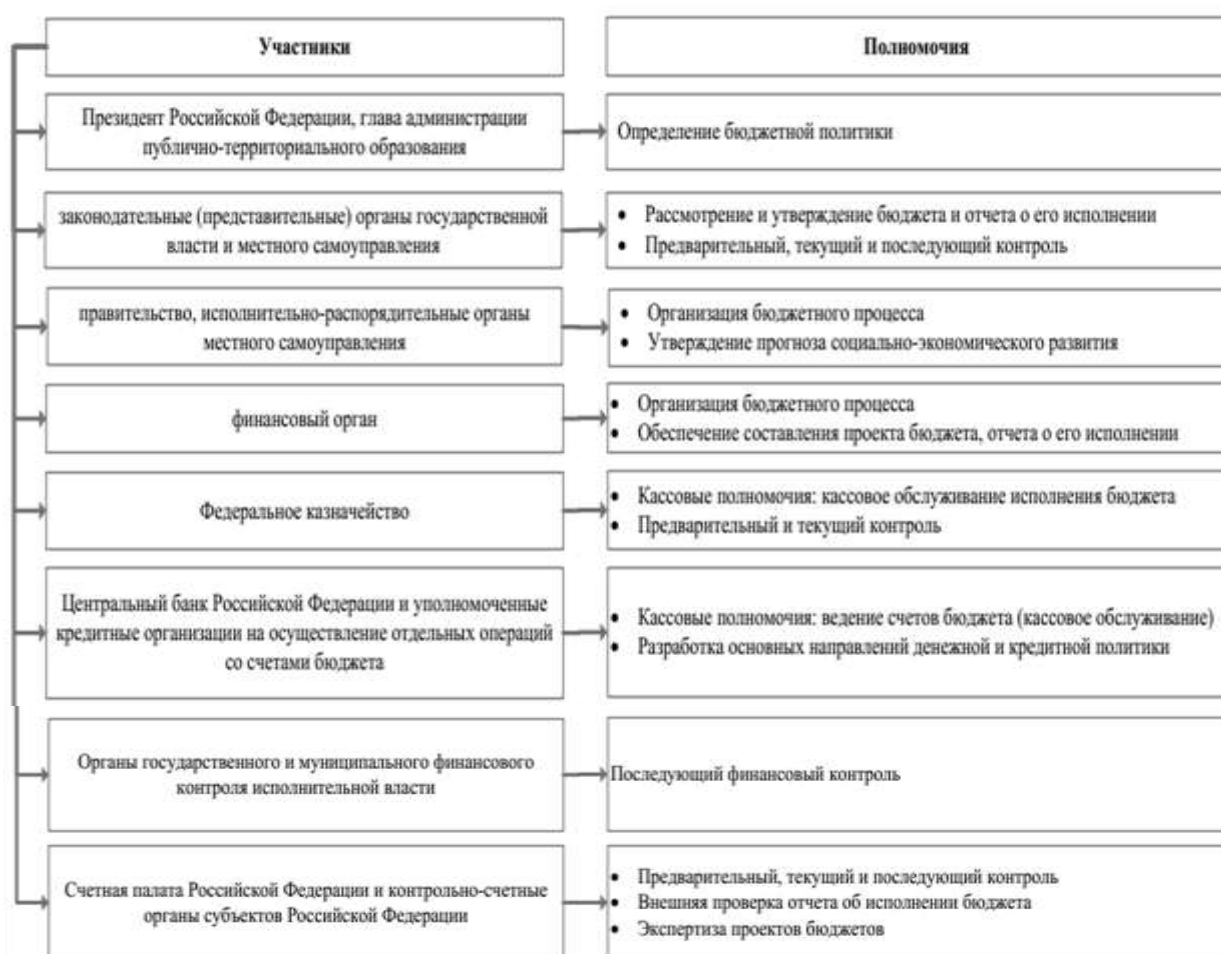 Участники
Полномочия
Президент Российской Федерации, глава администрации
публично-территориального образования
Определение бюджетной политики
законодательные (представительные) органы государственной
власти и местного самоуправления
• Рассмотрение и утверждение бюджета и отчета о его исполнении
• Предварительный, текущий и последующий контроль
правительство, исполнительно-распорядительные органы
местного самоуправления
• Организация бюджетного процесса
• Утверждение прогноза социально-экономического развития
финансовый орган
• Организация бюджетного процесса
• Обеспечение составления проекта бюджета, отчета о его исполнении
Федеральное казначейство
• Кассовые полномочия: кассовое обслуживание исполнения бюджета
• Предварительный и текущий контроль
Центральный банк Российской Федерации и уполномоченные
кредитные организации на осуществление отдельных операций
со счетами бюджета
• Кассовые полномочия: ведение счетов бюджета (кассовое обслуживание)
• Разработка основных направлений денежной и кредитной политики
Органы государственного и муниципального финансового
контроля исполнительной власти
Последующий финансовый контроль
Счетная палата Российской Федерации и контрольно-счетные
органы субъектов Российской Федерации
• Предварительный, текущий и последующий контроль
• Внешняя проверка отчета об исполнении бюджета
• Экспертиза проектов бюджетов